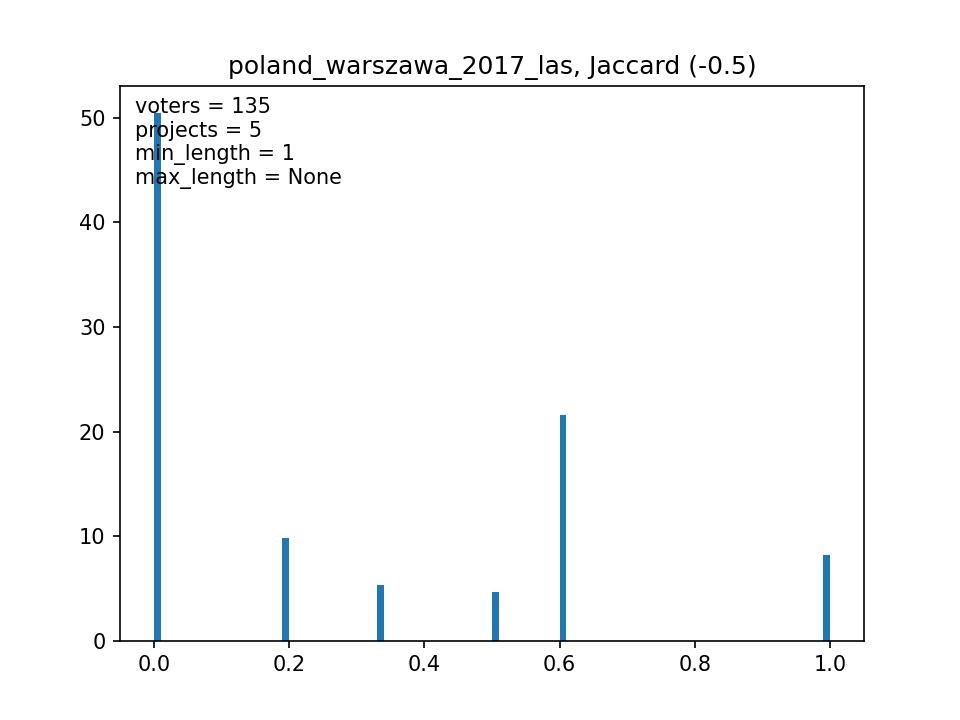 poland_warszawa_2017_las, Jaccard (-0.5)
voters = 135
projects = 5
min_length = 1
max_length = None
50
40
30
20
10
0
0.0 0.2 0.4 0.6 0.8 1.0